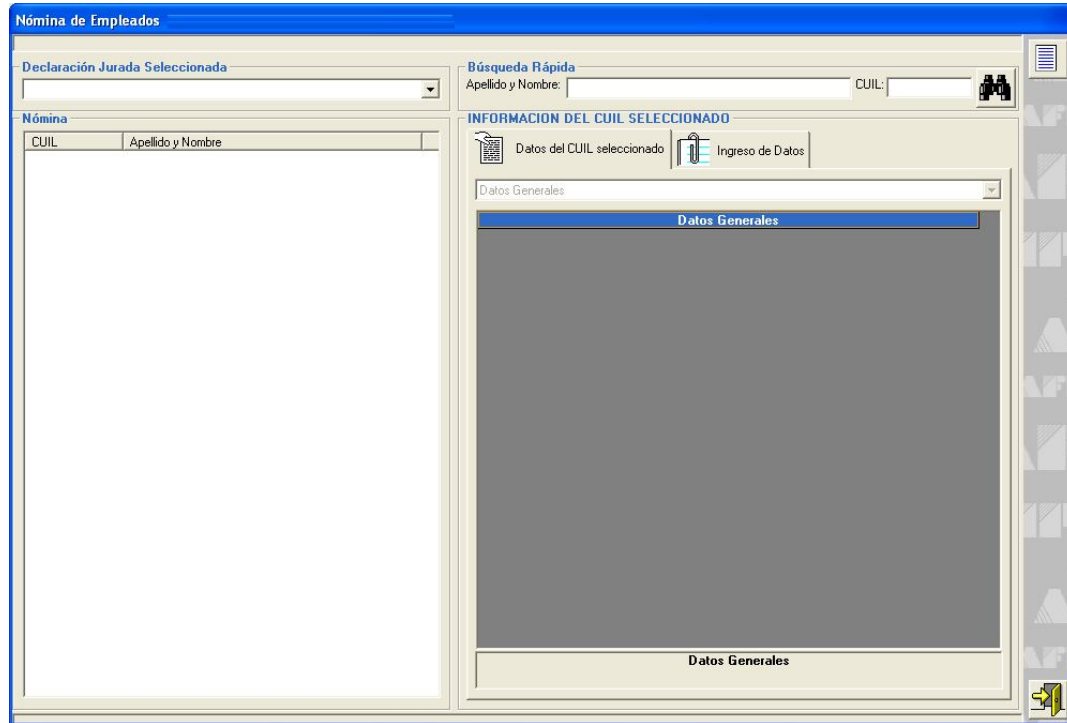 Nómina de Empleados
Declaración Jurada Seleccionada
Búsqueda Rápida
Apellido y Nombre:
CUIL:
Nómina
CUIL
Apellido y Nombre
INFORMACION DEL CUIL SELECCIONADO
Datos del CUIL seleccionado
Ingreso de Datos
Datos Generales
Datos Generales
Datos Generales